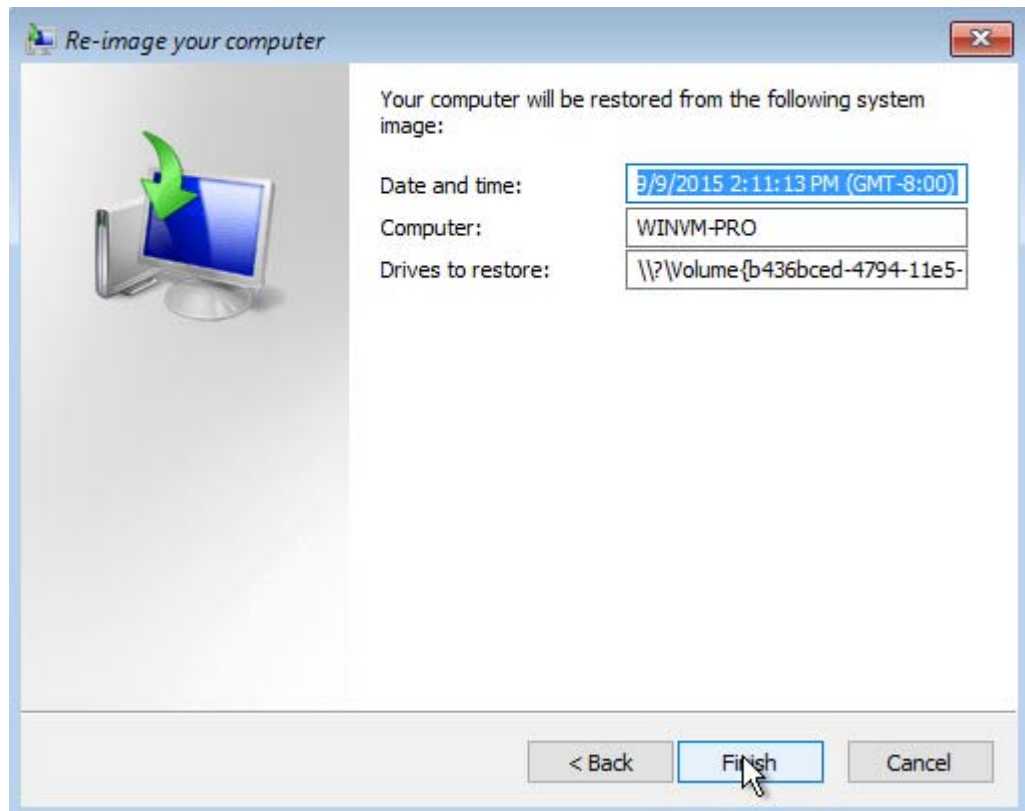 Re-image your computer
Your computer will be restored from the following system
image:
Date and time: 9/9/2015 2:11:13 PM (GMT-8:00)
Computer: WINVM-PRO
Drives to restore: \\?\Volume{b436bced-4794-11e5-
< Back Finish Cancel